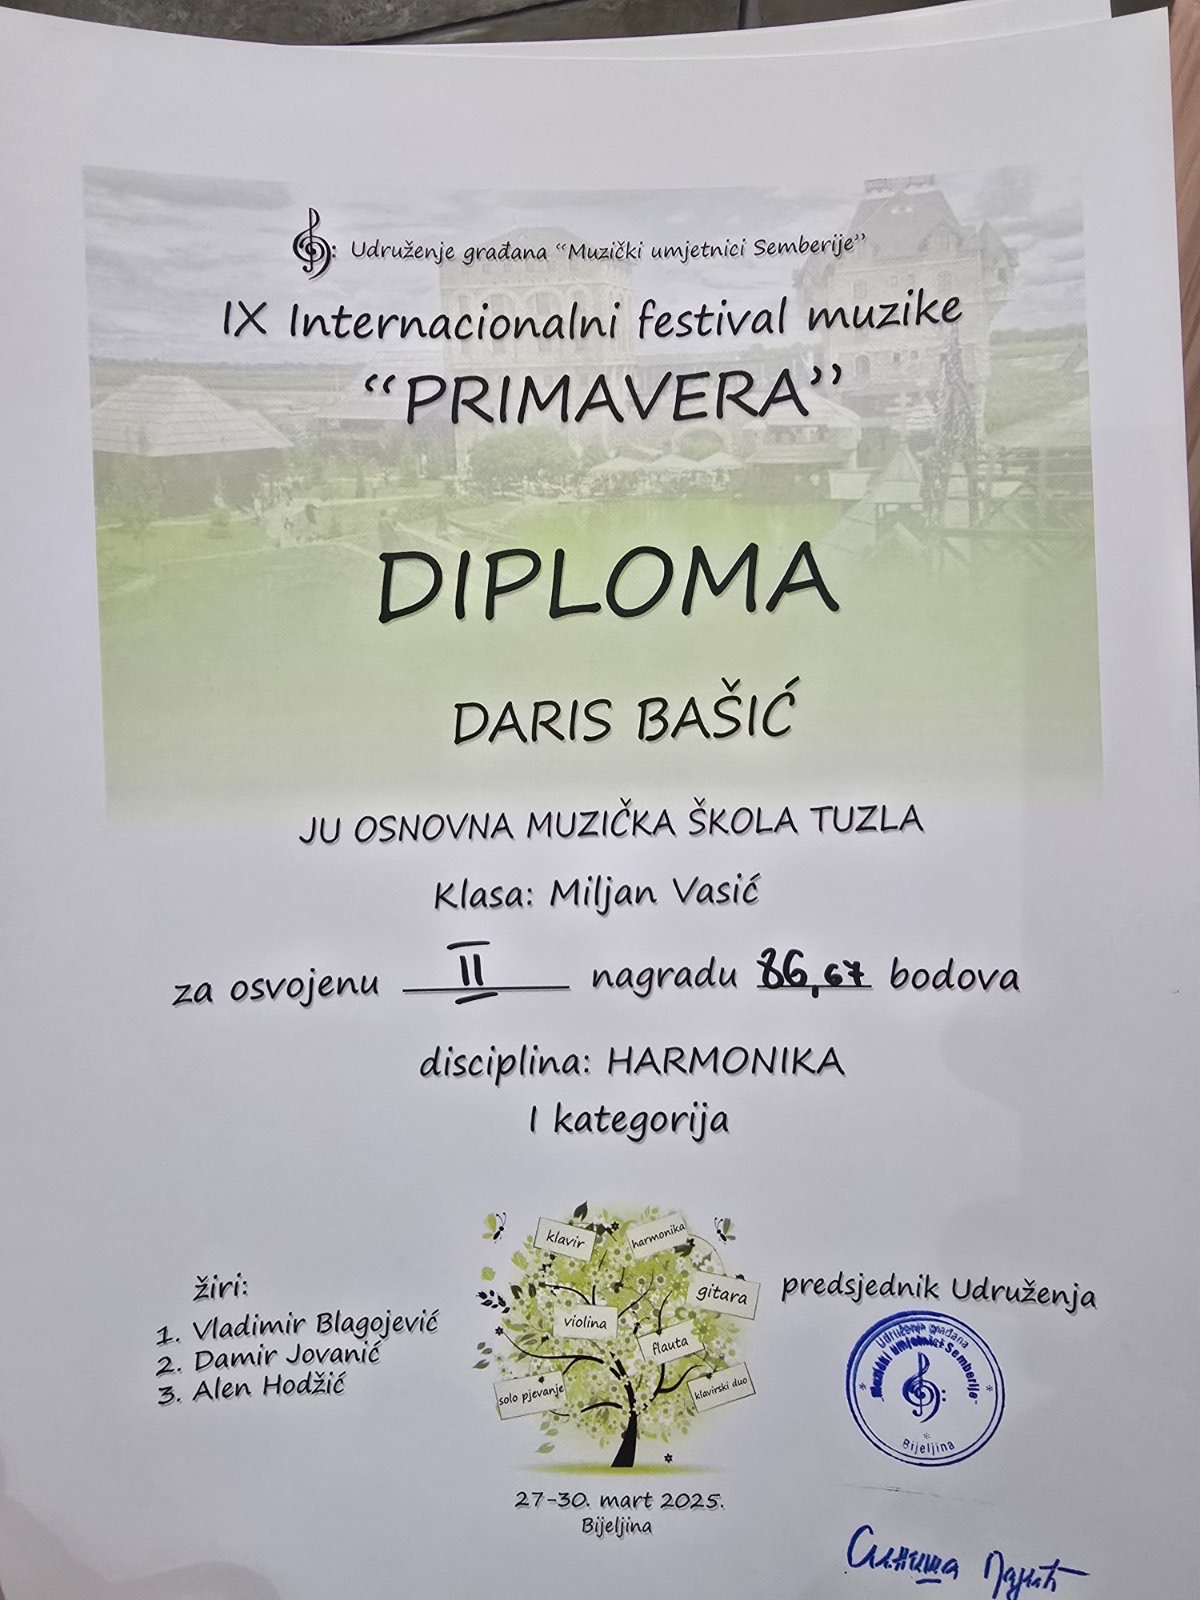 Udruženje građana “Muzički umjetnici Semberije”
IX Internacionalni festival muzike
“PRIMAVERA”
DIPLOMA
DARIS BAŠIĆ
JU OSNOVNA MUZIČKA ŠKOLA TUZLA
Klasa: Miljan Vasić
za osvojenu II nagradu 86,67 bodova
disciplina: HARMONIKA
I kategorija
klavir
harmonika
gitara
violina
flauta
solo pjevanje
klavirski duo
žiri:
1. Vladimir Blagojević
2. Damir Jovanić
3. Alen Hodžić
predsjednik Udruženja
Udruženje građana
"Muzički umjetnici Semberije"
Bijeljina
27-30. mart 2025.
Bijeljina